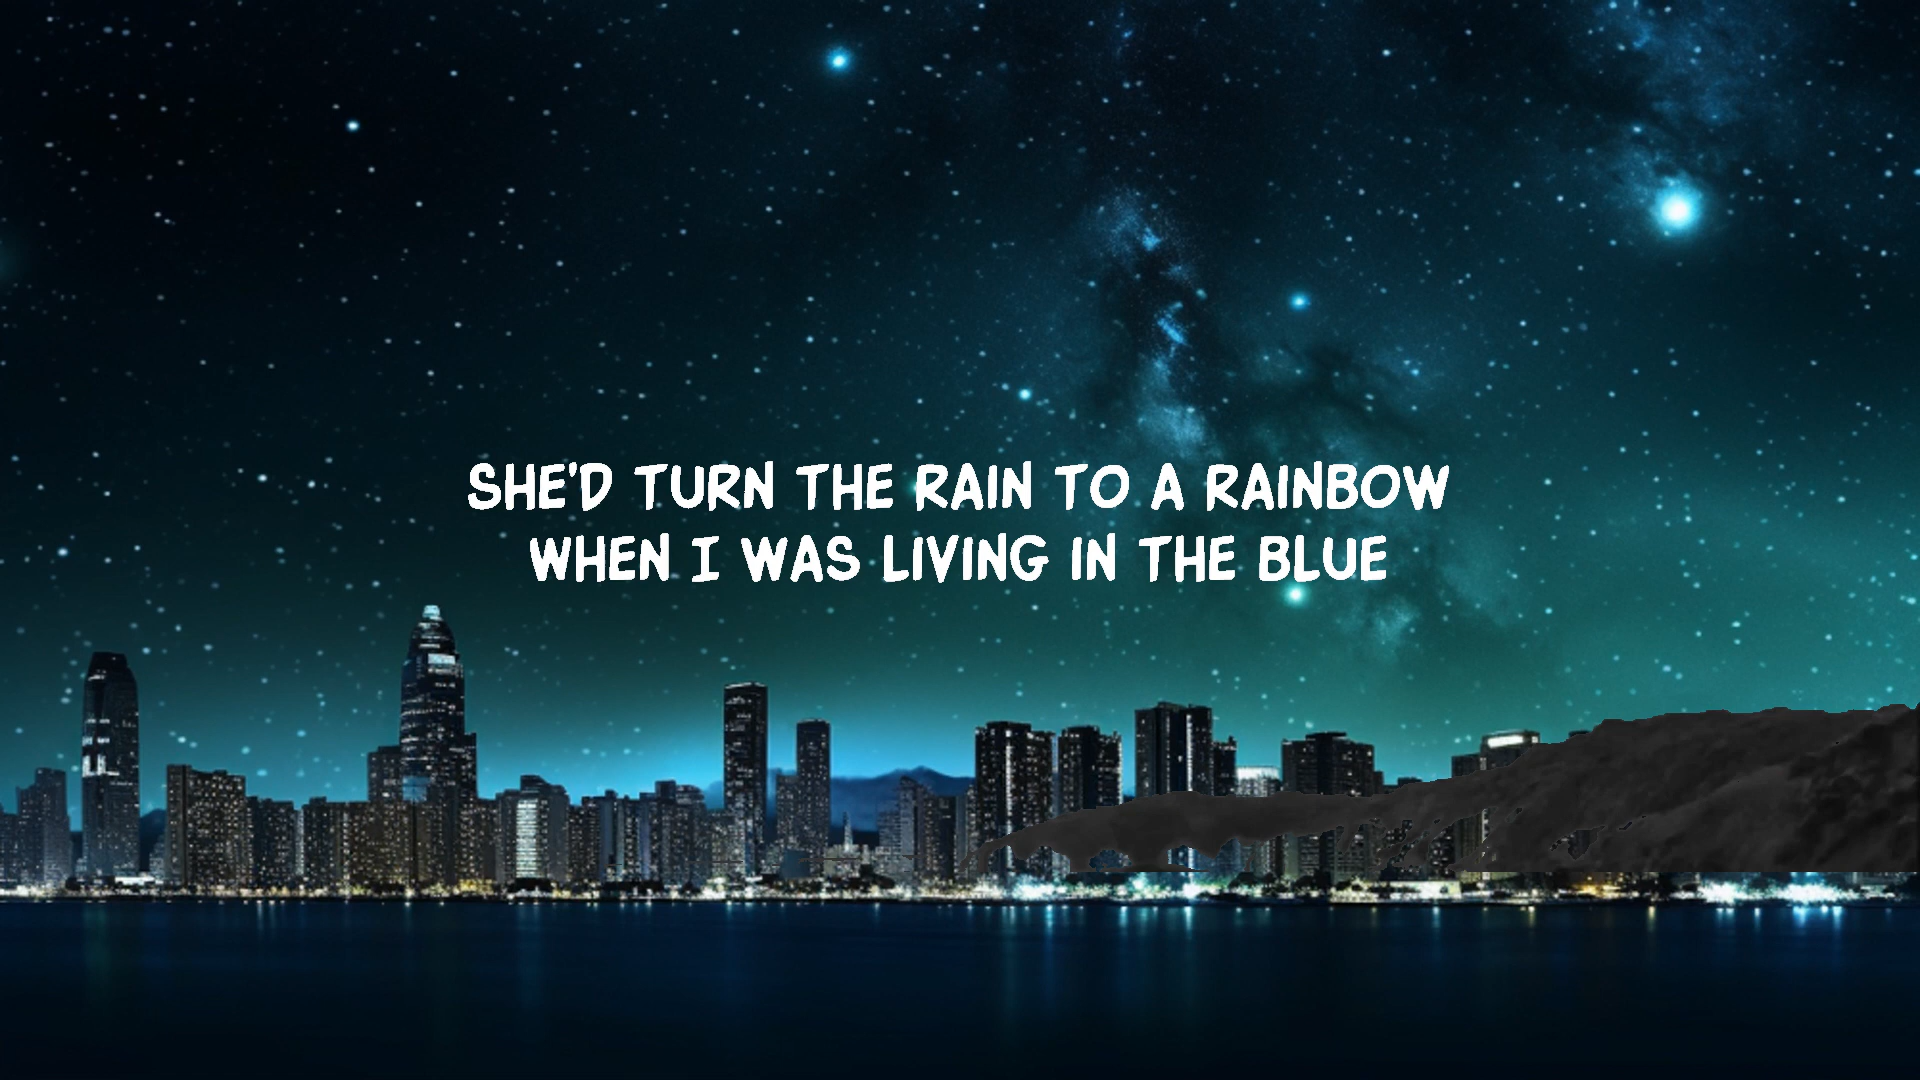 SHE'D TURN THE RAIN TO A RAINBOW
WHEN I WAS LIVING IN THE BLUE